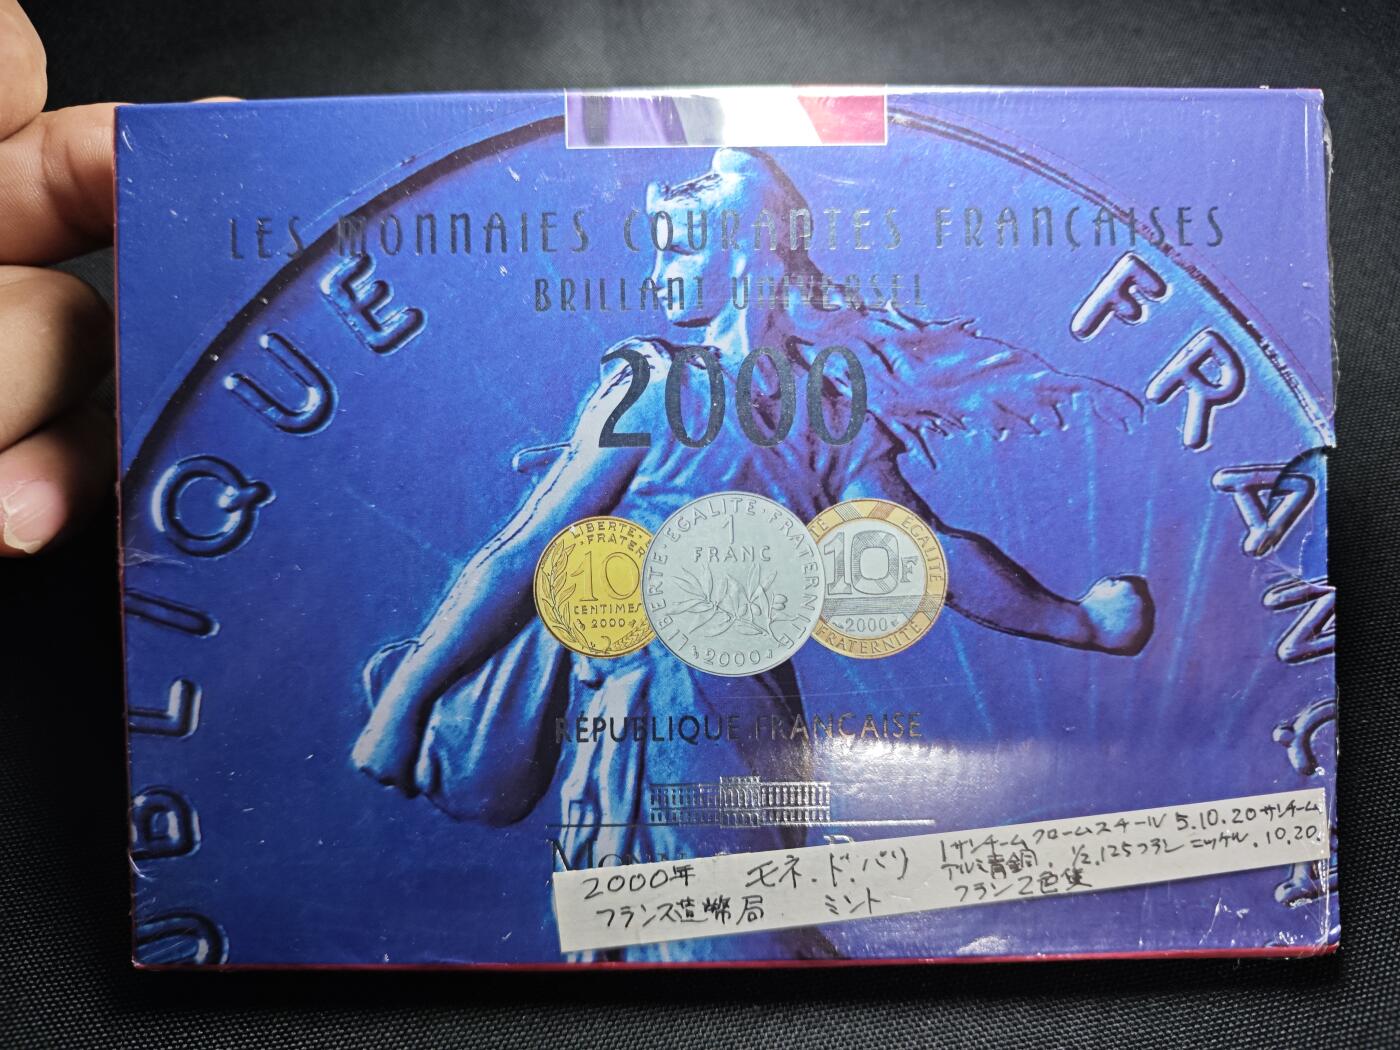 LES MONNAIES COURANTES FRANÇAISES
BRILLANT UNIVERSEL
2000
QUE
FRANÇ
UBLIQUE
LIBERTE
FRATER
10
CENTIMES
2000
LIBERTE·EGALITE·FRATERNITE
1
FRANC
2000
EGALITE
10F
2000
FRATERNITE
RÉPUBLIQUE FRANÇAISE
2000年 モネ.ド.パリ 1サンチーム クロームスチール 5.10.20サンチーム
フランス造幣局 ミント アルミ青銅. 1/2.125フラン ニッケル.10.20.
フラン2色貨